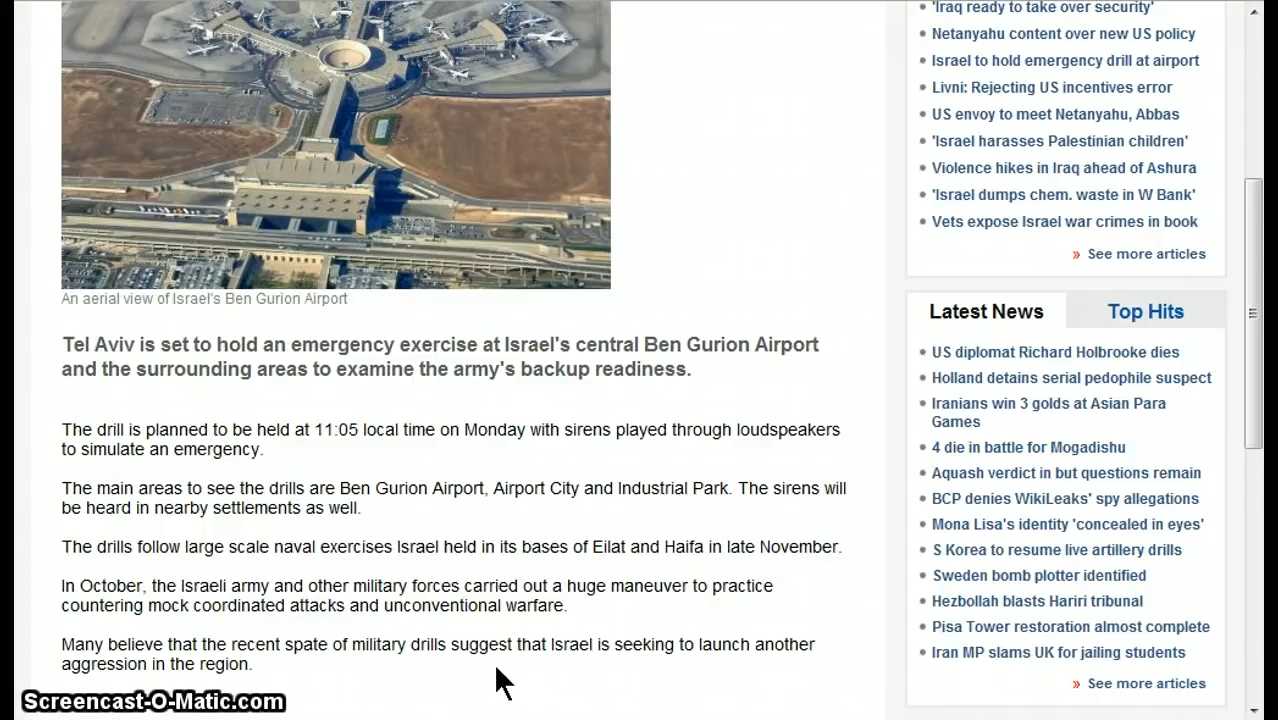 An aerial view of Israel's Ben Gurion Airport
Tel Aviv is set to hold an emergency exercise at Israel's central Ben Gurion Airport
and the surrounding areas to examine the army's backup readiness.
The drill is planned to be held at 11:05 local time on Monday with sirens played through loudspeakers
to simulate an emergency.
The main areas to see the drills are Ben Gurion Airport, Airport City and Industrial Park. The sirens will
be heard in nearby settlements as well.
The drills follow large scale naval exercises Israel held in its bases of Eilat and Haifa in late November.
In October, the Israeli army and other military forces carried out a huge maneuver to practice
countering mock coordinated attacks and unconventional warfare.
Many believe that the recent spate of military drills suggest that Israel is seeking to launch another
aggression in the region.
Screencast-O-Matic.com
'Iraq ready to take over security'
Netanyahu content over new US policy
Israel to hold emergency drill at airport
Livni: Rejecting US incentives error
US envoy to meet Netanyahu, Abbas
'Israel harasses Palestinian children'
Violence hikes in Iraq ahead of Ashura
'Israel dumps chem. waste in W Bank'
Vets expose Israel war crimes in book
» See more articles
Latest News Top Hits
US diplomat Richard Holbrooke dies
Holland detains serial pedophile suspect
Iranians win 3 golds at Asian Para
Games
4 die in battle for Mogadishu
Aquash verdict in but questions remain
BCP denies WikiLeaks' spy allegations
Mona Lisa's identity 'concealed in eyes'
S Korea to resume live artillery drills
Sweden bomb plotter identified
Hezbollah blasts Hariri tribunal
Pisa Tower restoration almost complete
Iran MP slams UK for jailing students
» See more articles